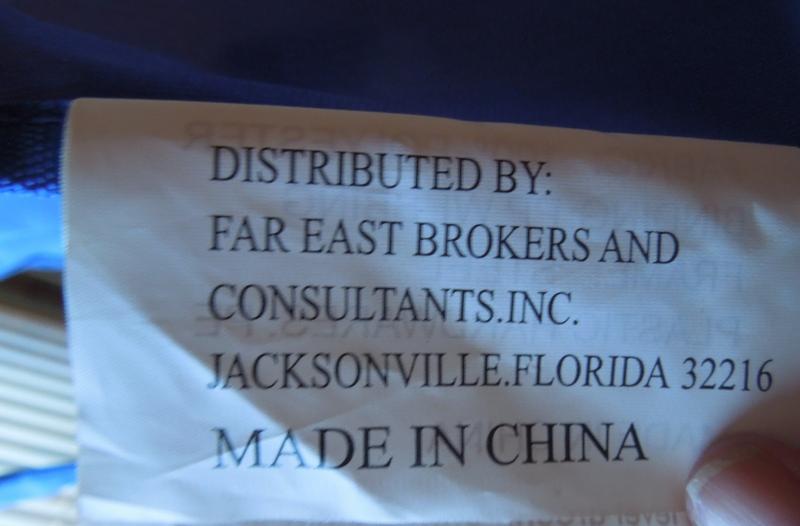 DISTRIBUTED BY:
FAR EAST BROKERS AND
CONSULTANTS.INC.
JACKSONVILLE.FLORIDA 32216
MADE IN CHINA